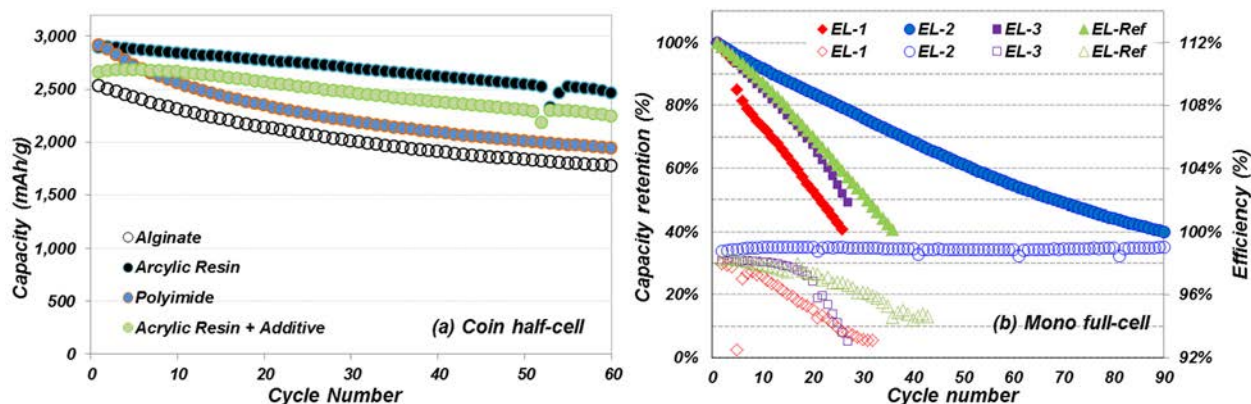 3,000
2,500
2,000
1,500
1,000
500
0
Capacity (mAh/g)
Alginate
Arcylic Resin
Polyimide
Acrylic Resin + Additive
(a) Coin half-cell
0 10 20 30 40 50 60
Cycle Number
EL-1 EL-2 EL-3 EL-Ref
EL-1 EL-2 EL-3 EL-Ref
100%
80%
60%
40%
20%
0%
Capacity retention (%)
112%
108%
104%
100%
96%
92%
Efficiency (%)
(b) Mono full-cell
0 10 20 30 40 50 60 70 80 90
Cycle number